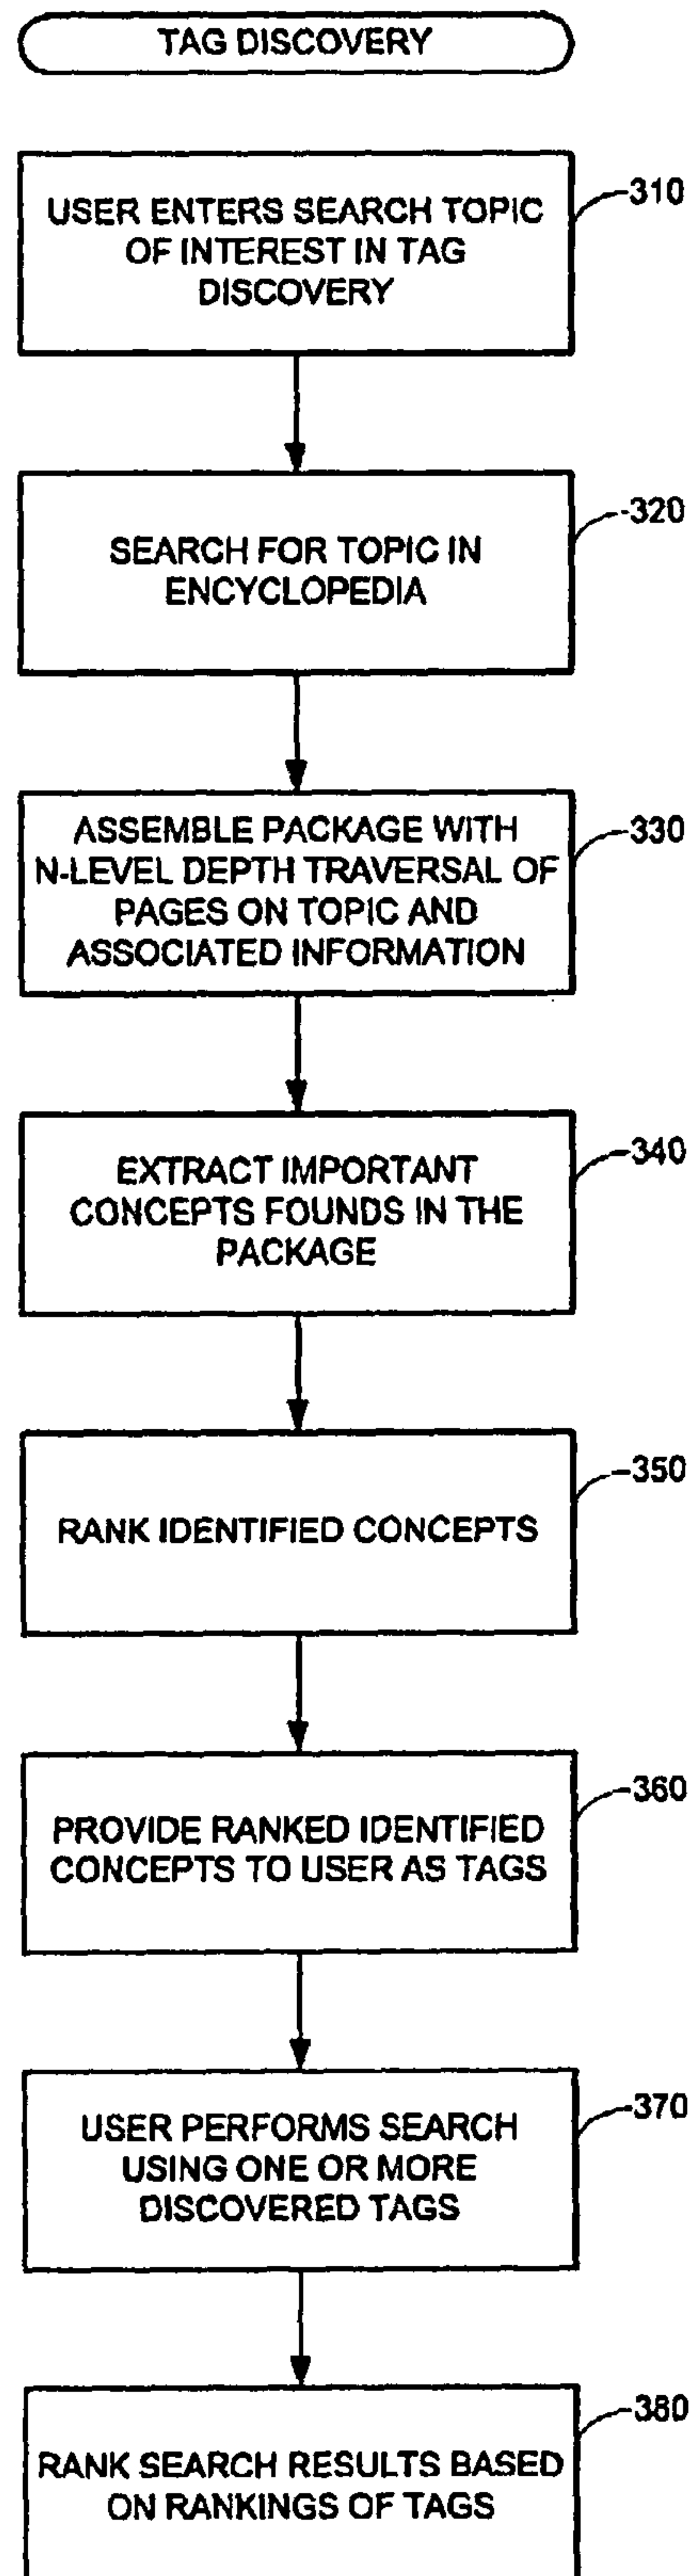 TAG DISCOVERY
USER ENTERS SEARCH TOPIC
OF INTEREST IN TAG
DISCOVERY
310
SEARCH FOR TOPIC IN
ENCYCLOPEDIA
320
ASSEMBLE PACKAGE WITH
N-LEVEL DEPTH TRAVERSAL OF
PAGES ON TOPIC AND
ASSOCIATED INFORMATION
330
EXTRACT IMPORTANT
CONCEPTS FOUNDS IN THE
PACKAGE
340
RANK IDENTIFIED CONCEPTS
350
PROVIDE RANKED IDENTIFIED
CONCEPTS TO USER AS TAGS
360
USER PERFORMS SEARCH
USING ONE OR MORE
DISCOVERED TAGS
370
RANK SEARCH RESULTS BASED
ON RANKINGS OF TAGS
380